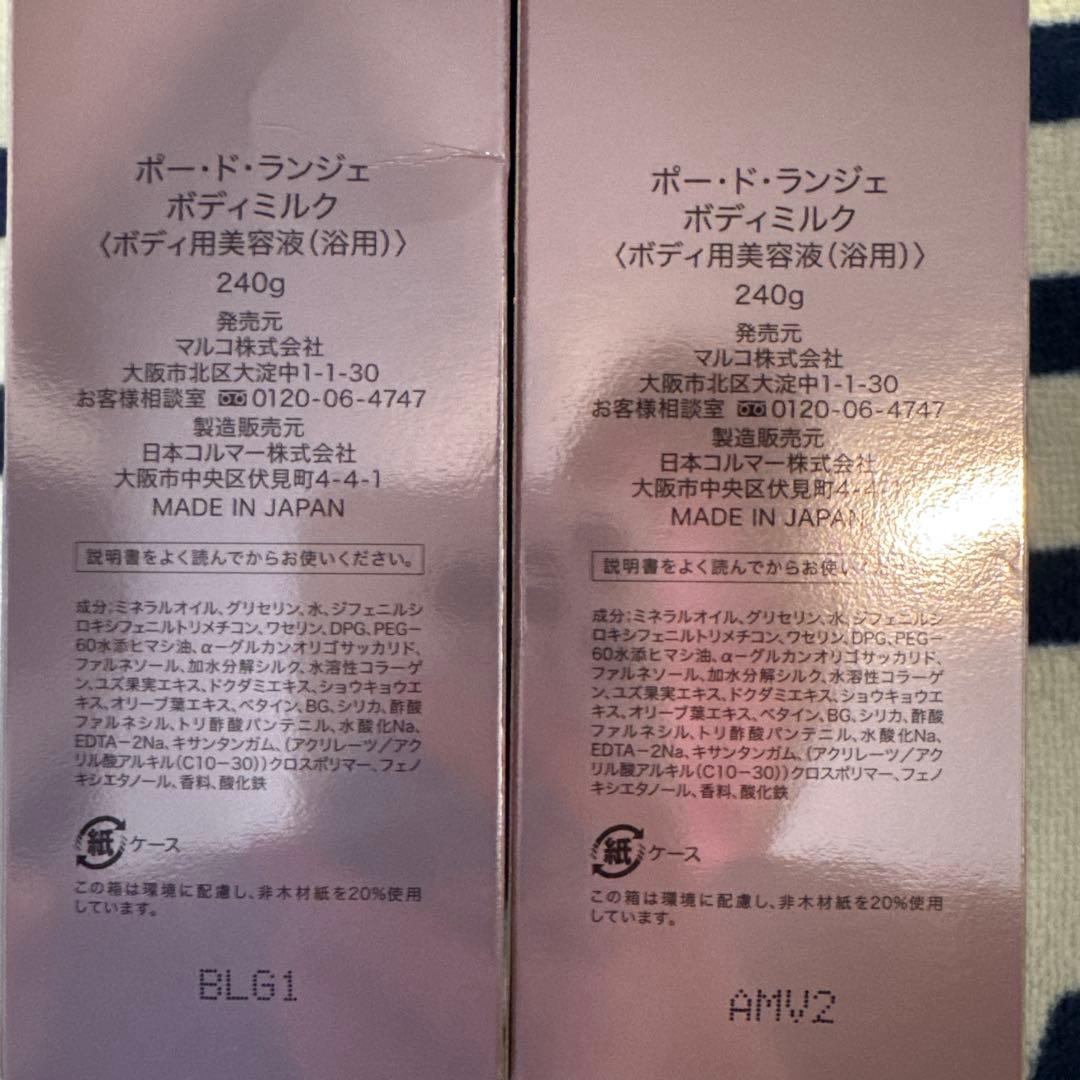 ポー・ド・ランジェ
ボディミルク
〈ボディ用美容液(浴用)〉
240g
発売元
マルコ株式会社
大阪市北区大淀中1-1-30
お客様相談室 0120-06-4747
製造販売元
日本コルマー株式会社
大阪市中央区伏見町4-4-1
MADE IN JAPAN
説明書をよく読んでからお使いください。
成分:ミネラルオイル、グリセリン、水、ジフェニルシ
ロキシフェニルトリメチコン、ワセリン、DPG、PEG-
60水添ヒマシ油、α-グルカンオリゴサッカリド、
ファルネソール、加水分解シルク、水溶性コラーゲ
ン、ユズ果実エキス、ドクダミエキス、ショウキョウエ
キス、オリーブ葉エキス、ベタイン、BG、シリカ、酢酸
ファルネシル、トリ酢酸パンテニル、水酸化Na、
EDTA-2Na、キサンタンガム、(アクリレーツ/アク
リル酸アルキル(C10-30))クロスポリマー、フェノ
キシエタノール、香料、酸化鉄
紙 ケース
この箱は環境に配慮し、非木材紙を20%使用
しています。
BLG1
ポー・ド・ランジェ
ボディミルク
〈ボディ用美容液(浴用)〉
240g
発売元
マルコ株式会社
大阪市北区大淀中1-1-30
お客様相談室 0120-06-4747
製造販売元
日本コルマー株式会社
大阪市中央区伏見町4-4-1
MADE IN JAPAN
説明書をよく読んでからお使い
成分:ミネラルオイル、グリセリン、水、ジフェニルシ
ロキシフェニルトリメチコン、ワセリン、DPG、PEG-
60水添ヒマシ油、α-グルカンオリゴサッカリド、
ファルネソール、加水分解シルク、水溶性コラーゲ
ン、ユズ果実エキス、ドクダミエキス、ショウキョウエ
キス、オリーブ葉エキス、ベタイン、BG、シリカ、酢酸
ファルネシル、トリ酢酸パンテニル、水酸化Na、
EDTA-2Na、キサンタンガム、(アクリレーツ/アク
リル酸アルキル(C10-30))クロスポリマー、フェノ
キシエタノール、香料、酸化鉄
紙 ケース
この箱は環境に配慮し、非木材紙を20%使用
しています。
AMV2